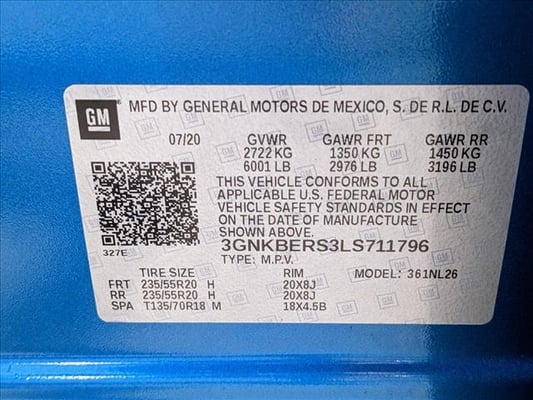 GM MFD BY GENERAL MOTORS DE MEXICO, S. DE R.L. DE C.V.
07/20 GVWR GAWR FRT GAWR RR
2722 KG 1350 KG 1450 KG
6001 LB 2976 LB 3196 LB
THIS VEHICLE CONFORMS TO ALL
APPLICABLE U.S. FEDERAL MOTOR
VEHICLE SAFETY STANDARDS IN EFFECT
ON THE DATE OF MANUFACTURE
SHOWN ABOVE.
3GNKBERS3LS711796
327E TYPE: M.P.V.
TIRE SIZE RIM MODEL: 361NL26
FRT 235/55R20 H 20X8J
RR 235/55R20 H 20X8J
SPA T135/70R18 M 18X4.5B